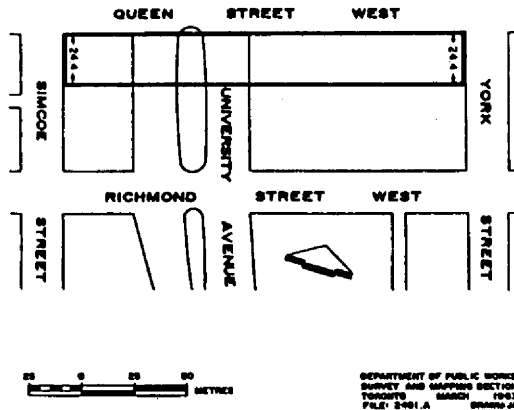 QUEEN STREET WEST
24.4
24.4
SIMCOE
UNIVERSITY
YORK
RICHMOND STREET WEST
STREET
AVENUE
STREET
25 0 25 50
METRES
DEPARTMENT OF PUBLIC WORKS
SURVEY AND MAPPING SECTION
TORONTO MARCH
FILE: 2401.A